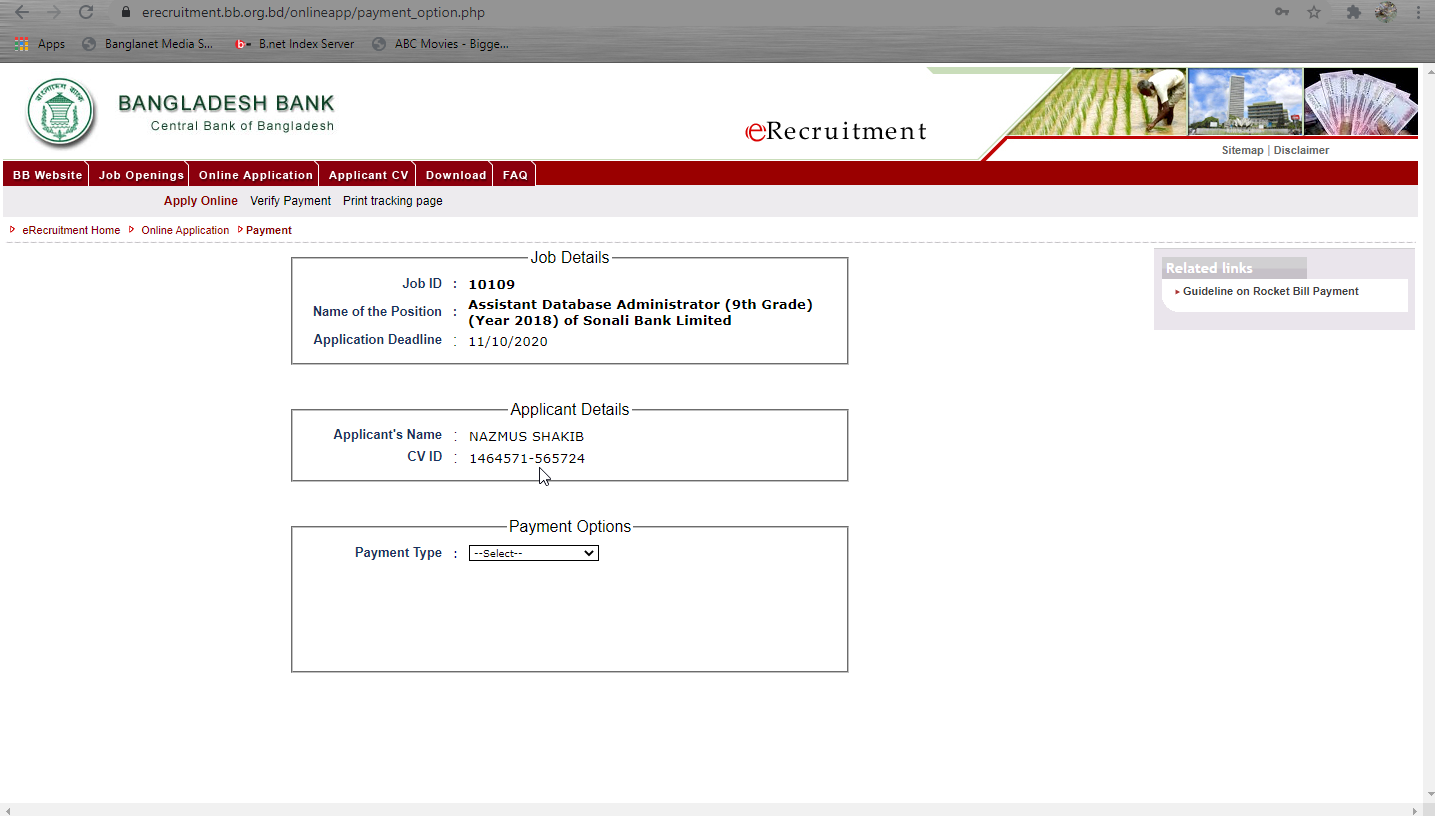 erecruitment.bb.org.bd/onlineapp/payment_option.php
Apps Banglanet Media S... B.net Index Server ABC Movies - Bigge...
BANGLADESH BANK
Central Bank of Bangladesh
eRecruitment
Sitemap | Disclaimer
BB Website Job Openings Online Application Applicant CV Download FAQ
Apply Online Verify Payment Print tracking page
eRecruitment Home Online Application Payment
Job Details
Job ID : 10109
Name of the Position : Assistant Database Administrator (9th Grade)
(Year 2018) of Sonali Bank Limited
Application Deadline : 11/10/2020
Related links
Guideline on Rocket Bill Payment
Applicant Details
Applicant's Name : NAZMUS SHAKIB
CV ID : 1464571-565724
Payment Options
Payment Type : --Select--